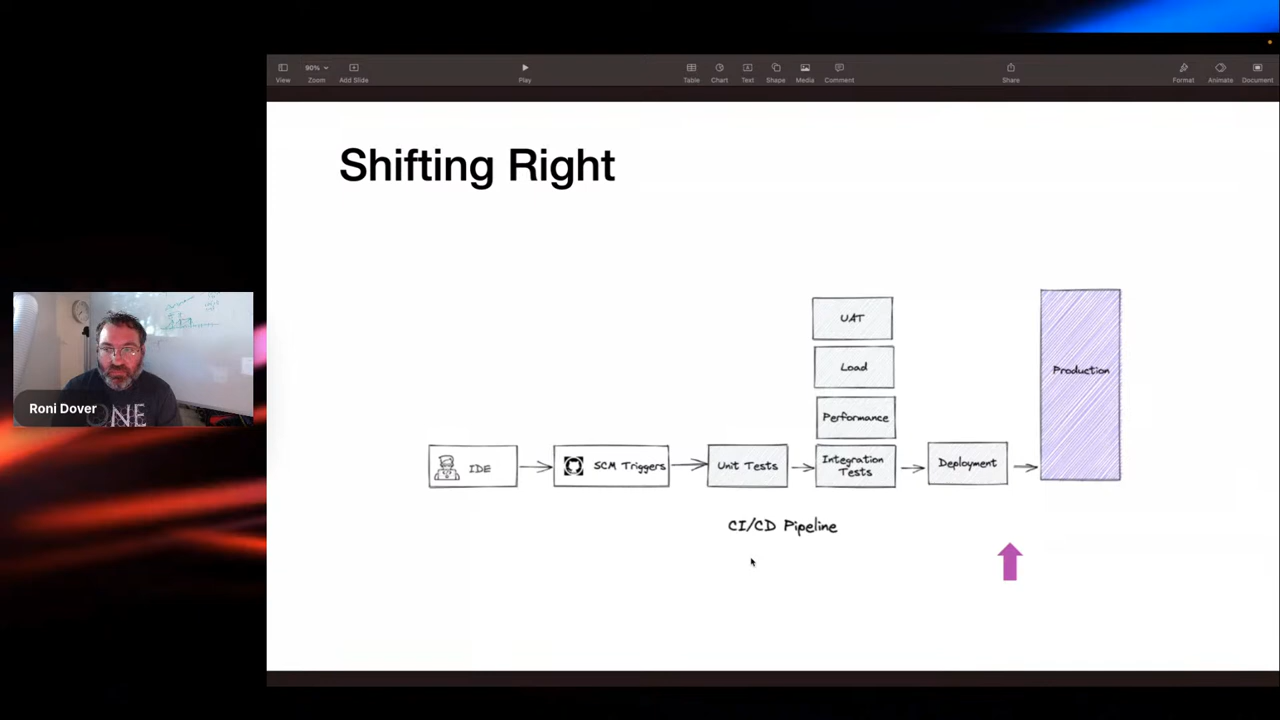 90%
View
Zoom
Add Slide
Play
Table
Chart
Text
Shape
Media
Comment
Share
Format
Animate
Document
Shifting Right
UAT
Load
Performance
IDE
SCM Triggers
Unit Tests
Integration
Tests
Deployment
Production
CI/CD Pipeline
Roni Dover
ONE